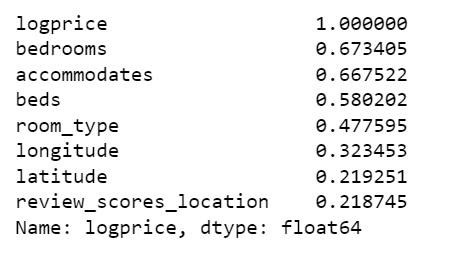 logprice 1.000000
bedrooms 0.673405
accommodates 0.667522
beds 0.580202
room_type 0.477595
longitude 0.323453
latitude 0.219251
review_scores_location 0.218745
Name: logprice, dtype: float64